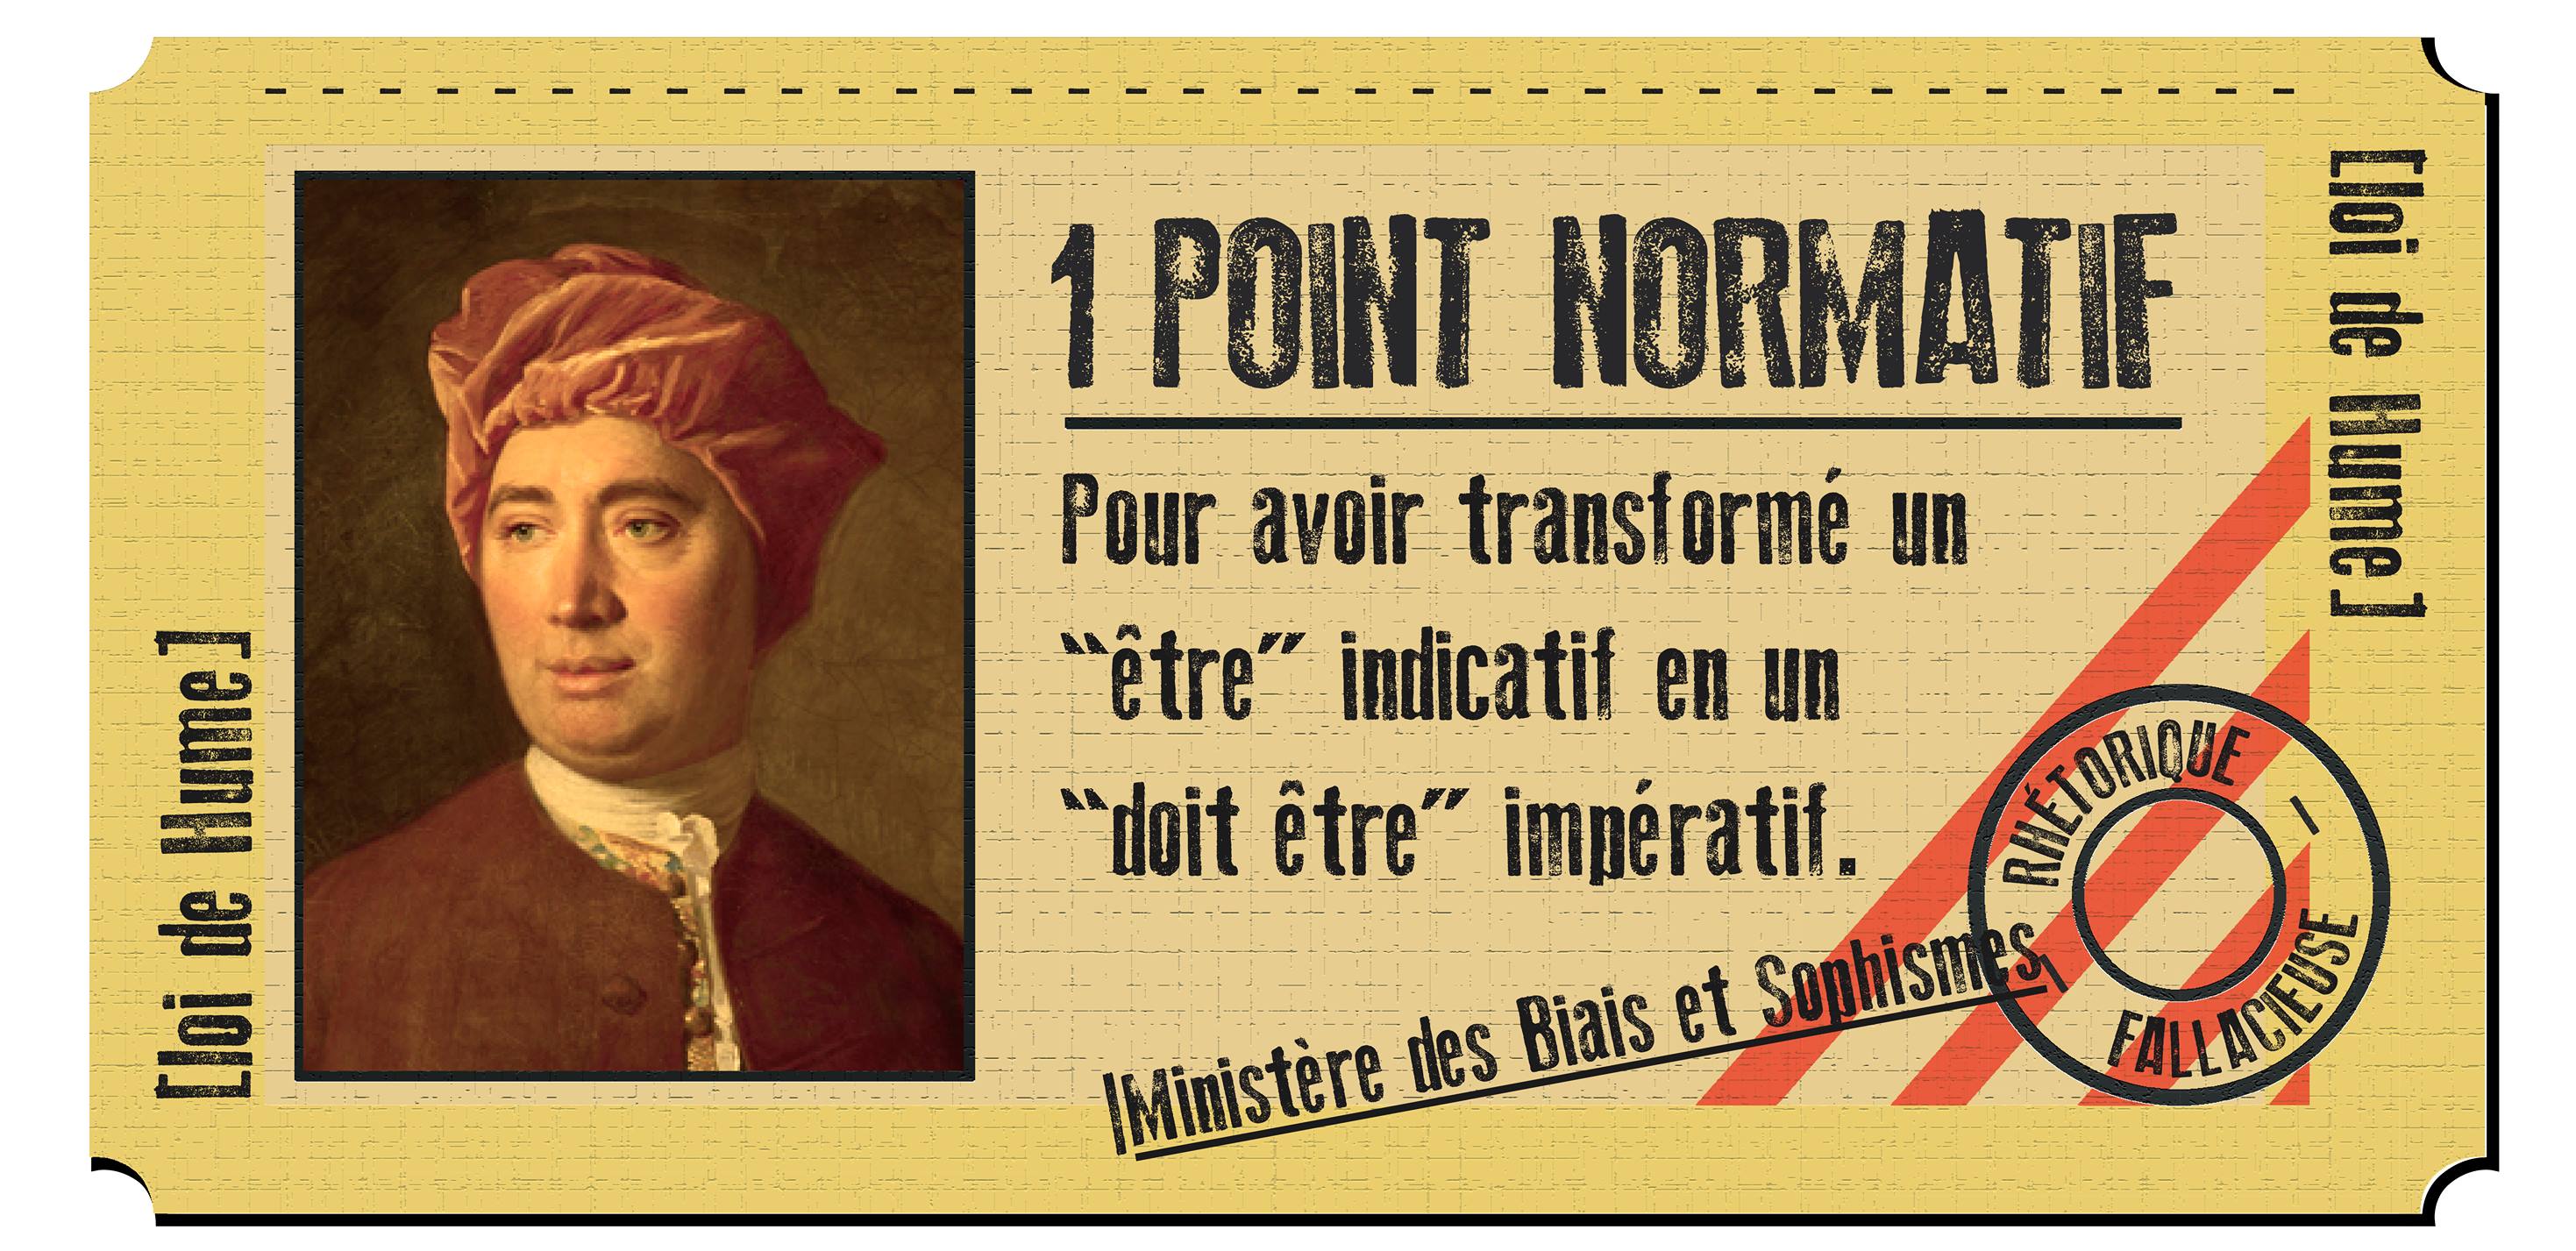 [loi de Hume]
1 POINT NORMATIF
Pour avoir transformé un
“être” indicatif en un
“doit être” impératif.
|Ministère des Biais et Sophismes|
RHÉTORIQUE
FALLACIEUSE
[loi de Hume]